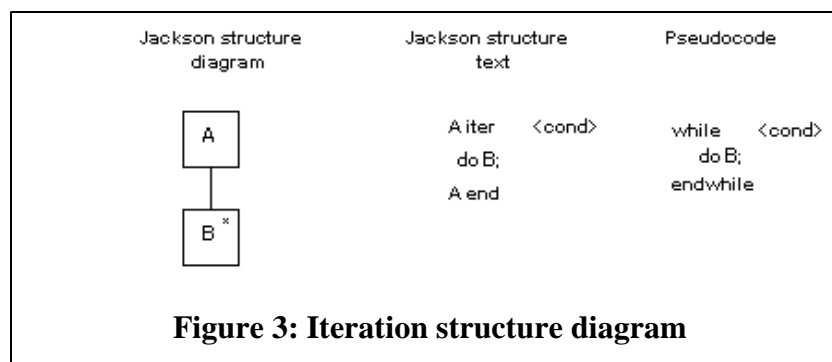 Jackson structure
diagram
Jackson structure
text
Pseudocode
A
B *
A iter <cond>
do B;
A end
while <cond>
do B;
endwhile
Figure 3: Iteration structure diagram